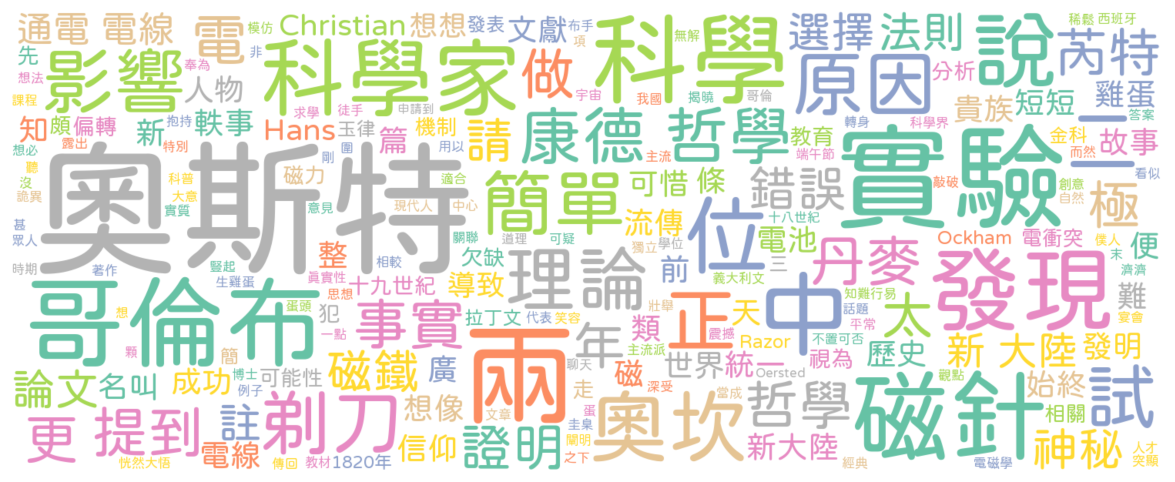 通電 電線
模仿
Christian
想想
發表
布手
文獻
選擇
法則
稀鬆
西班牙
先
影響
非
電
科學家
做
科學
無解
項
原因
說
芮特
想法
奉為
人物
宇宙
我國
揭曉
哥倫
分析
貴族
短短
雞蛋
課程
知
頗
偏轉
抱持
新
軼事
求學
徒手
申請到
Hans
玉律
篇
機制
請
康德
哲學
教育
轉身
科學界
金科
故事
答案
露出
特別
剛
圍
用以
主流
端午節
實驗
一
而然
看似
想必
奧斯特
聽
科普
磁力
適合
簡單
可惜
條
錯誤
敲破
創意
極
沒
詭異
大意
實質
意見
現代人
中心
流傳
位
十八世紀
自然
甚
眾人
關聯
道理
可疑
獨立
學位
電池
Ockham
電衝突
僕人
便
時期
著作
豎起
整
欠缺
理論
前
三
丹麥
發現
未
濟濟
生雞蛋
眞實性
相較
十九世紀
導致
義大利文
中
難
知難行易
宴會
哥倫布
蛋頭
思想
事實
壯舉
正
天
太
話題
平常
想
犯
一點
拉丁文
代表
笑容
兩
年
類
震撼
Razor
不置可否
新 大陸
發明
顆
簡
磁鐵
廣
主流派
磁
世界
統一
視為
歷史
論文
名叫
成功
博士
可能性
例子
聊天
走
深受
Oersted
觀點
磁針
始終
試
更
提到
註
剃刀
想像
文章
奧坎
蛋
當成
哲學
相關
電線
信仰
證明
圭臬
闡明
之下
新大陸
神秘
人才
突顯
恍然大悟
傳回
教材
1820年
經典
電磁學